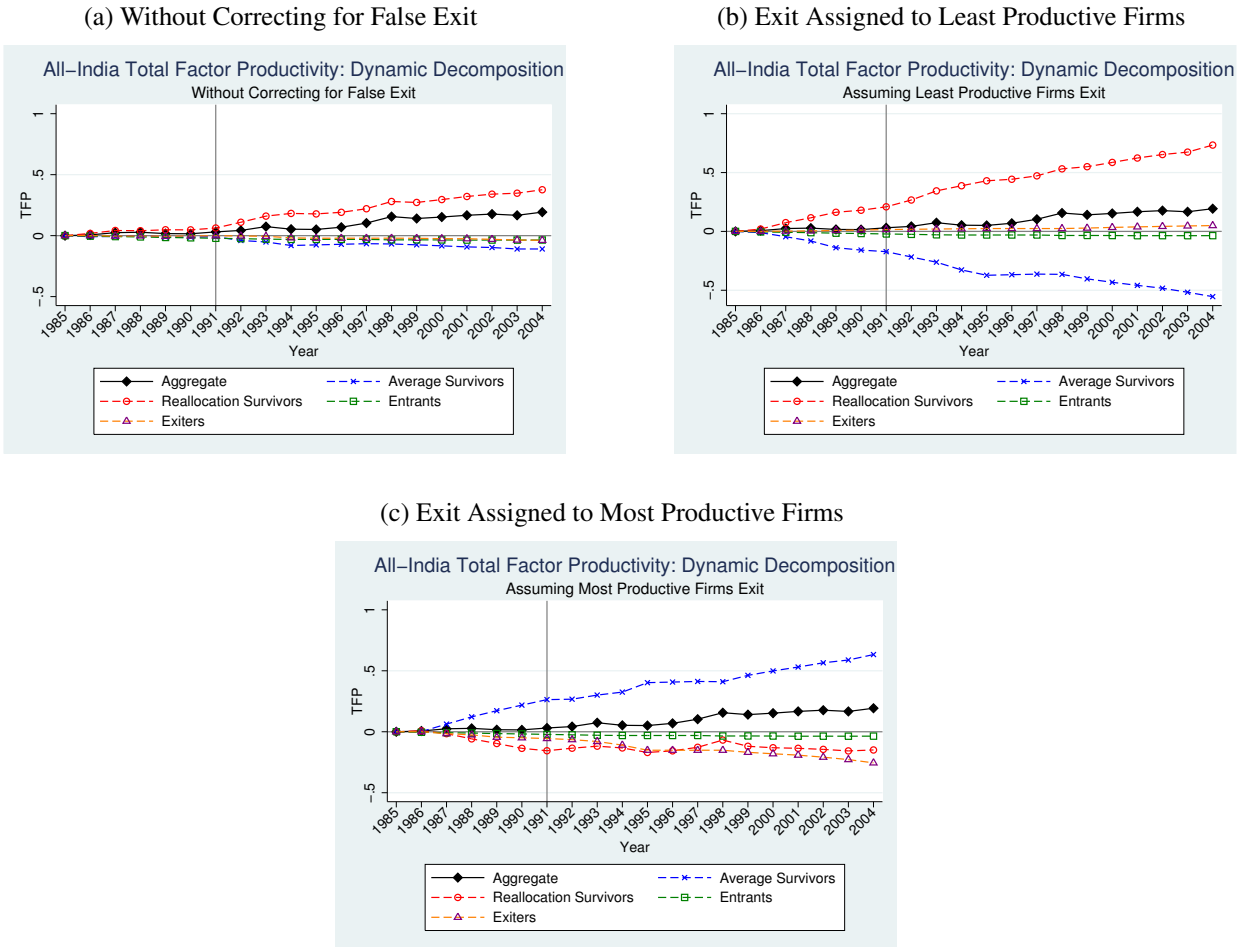 (a) Without Correcting for False Exit
All−India Total Factor Productivity: Dynamic Decomposition
Without Correcting for False Exit
TFP
1
.5
0
−.5
1985 1986 1987 1988 1989 1990 1991 1992 1993 1994 1995 1996 1997 1998 1999 2000 2001 2002 2003 2004
Year
Aggregate Average Survivors
Reallocation Survivors Entrants
Exiters
(b) Exit Assigned to Least Productive Firms
All−India Total Factor Productivity: Dynamic Decomposition
Assuming Least Productive Firms Exit
TFP
1
.5
0
−.5
1985 1986 1987 1988 1989 1990 1991 1992 1993 1994 1995 1996 1997 1998 1999 2000 2001 2002 2003 2004
Year
Aggregate Average Survivors
Reallocation Survivors Entrants
Exiters
(c) Exit Assigned to Most Productive Firms
All−India Total Factor Productivity: Dynamic Decomposition
Assuming Most Productive Firms Exit
TFP
1
.5
0
−.5
1985 1986 1987 1988 1989 1990 1991 1992 1993 1994 1995 1996 1997 1998 1999 2000 2001 2002 2003 2004
Year
Aggregate Average Survivors
Reallocation Survivors Entrants
Exiters